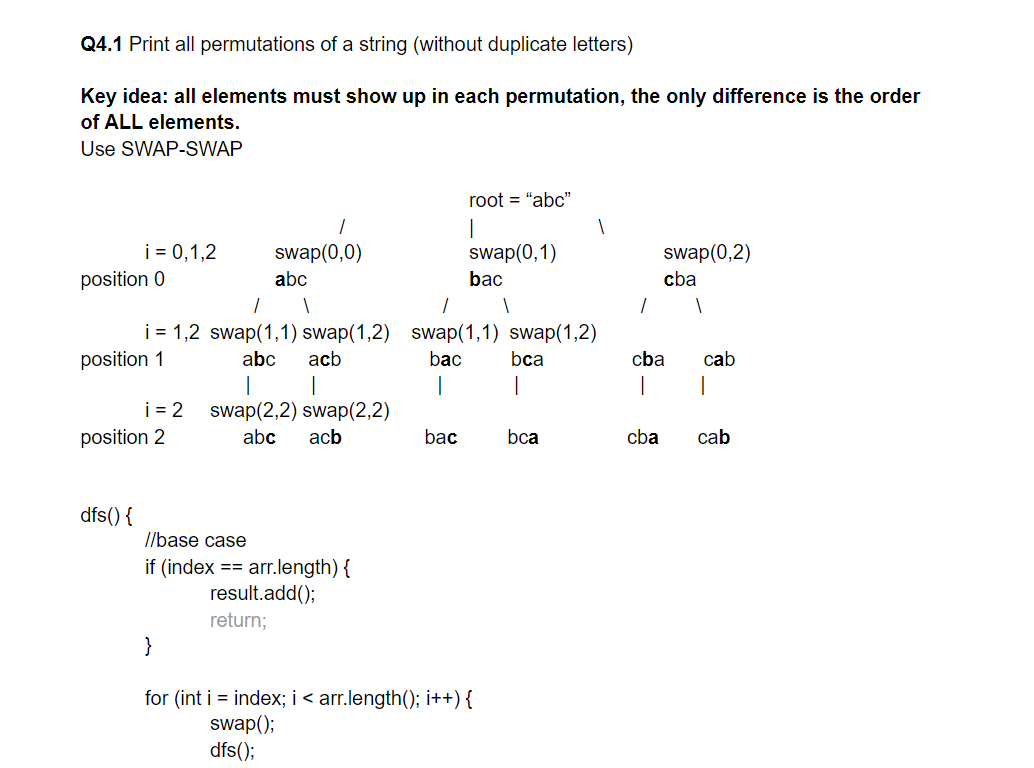 Q4.1 Print all permutations of a string (without duplicate letters)
Key idea: all elements must show up in each permutation, the only difference is the order
of ALL elements.
Use SWAP-SWAP
root = “abc”
/ | \
i = 0,1,2 swap(0,0) swap(0,1) swap(0,2)
position 0 abc bac cba
/ \ / \ / \
i = 1,2 swap(1,1) swap(1,2) swap(1,1) swap(1,2)
position 1 abc acb bac bca cba cab
| | | | | |
i = 2 swap(2,2) swap(2,2)
position 2 abc acb bac bca cba cab
dfs() {
//base case
if (index == arr.length) {
result.add();
return;
}
for (int i = index; i < arr.length(); i++) {
swap();
dfs();